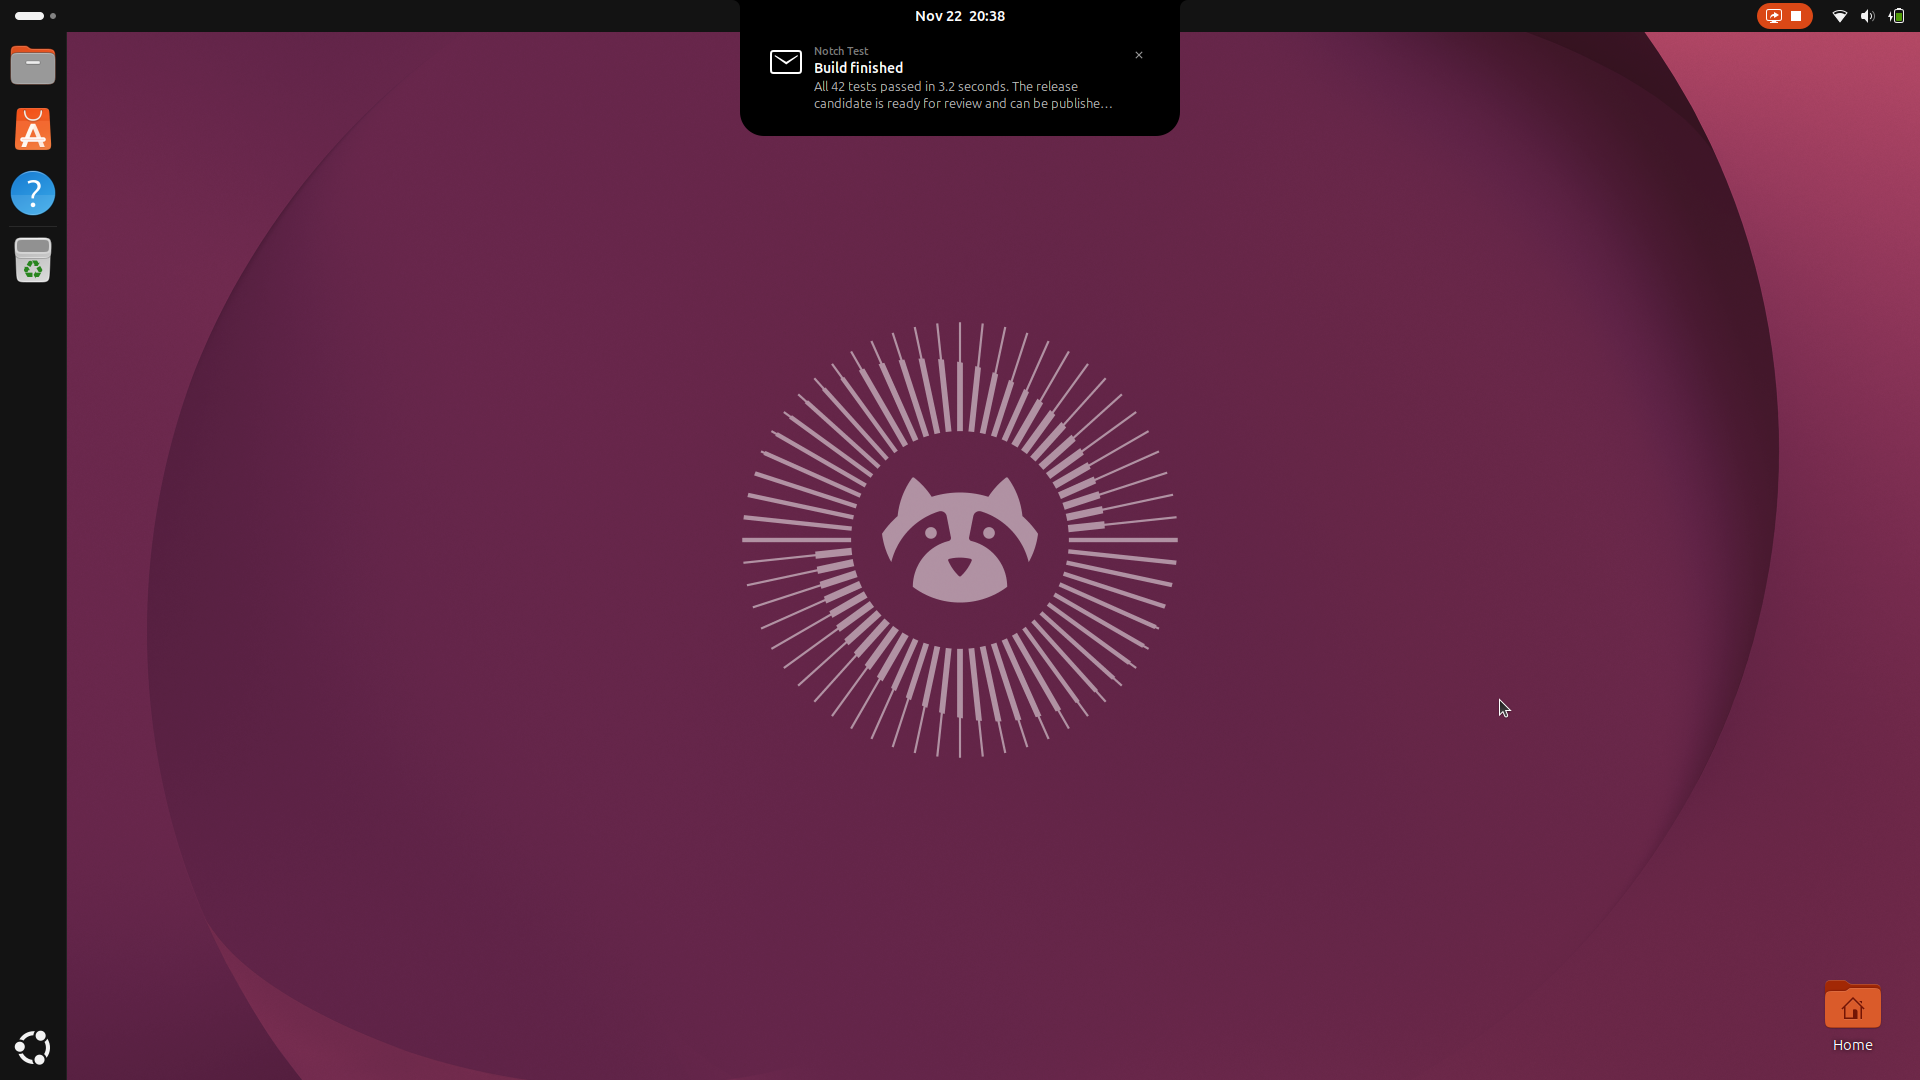 Nov 22 20:38
Notch Test
Build finished
All 42 tests passed in 3.2 seconds. The release
candidate is ready for review and can be publishe…
Home